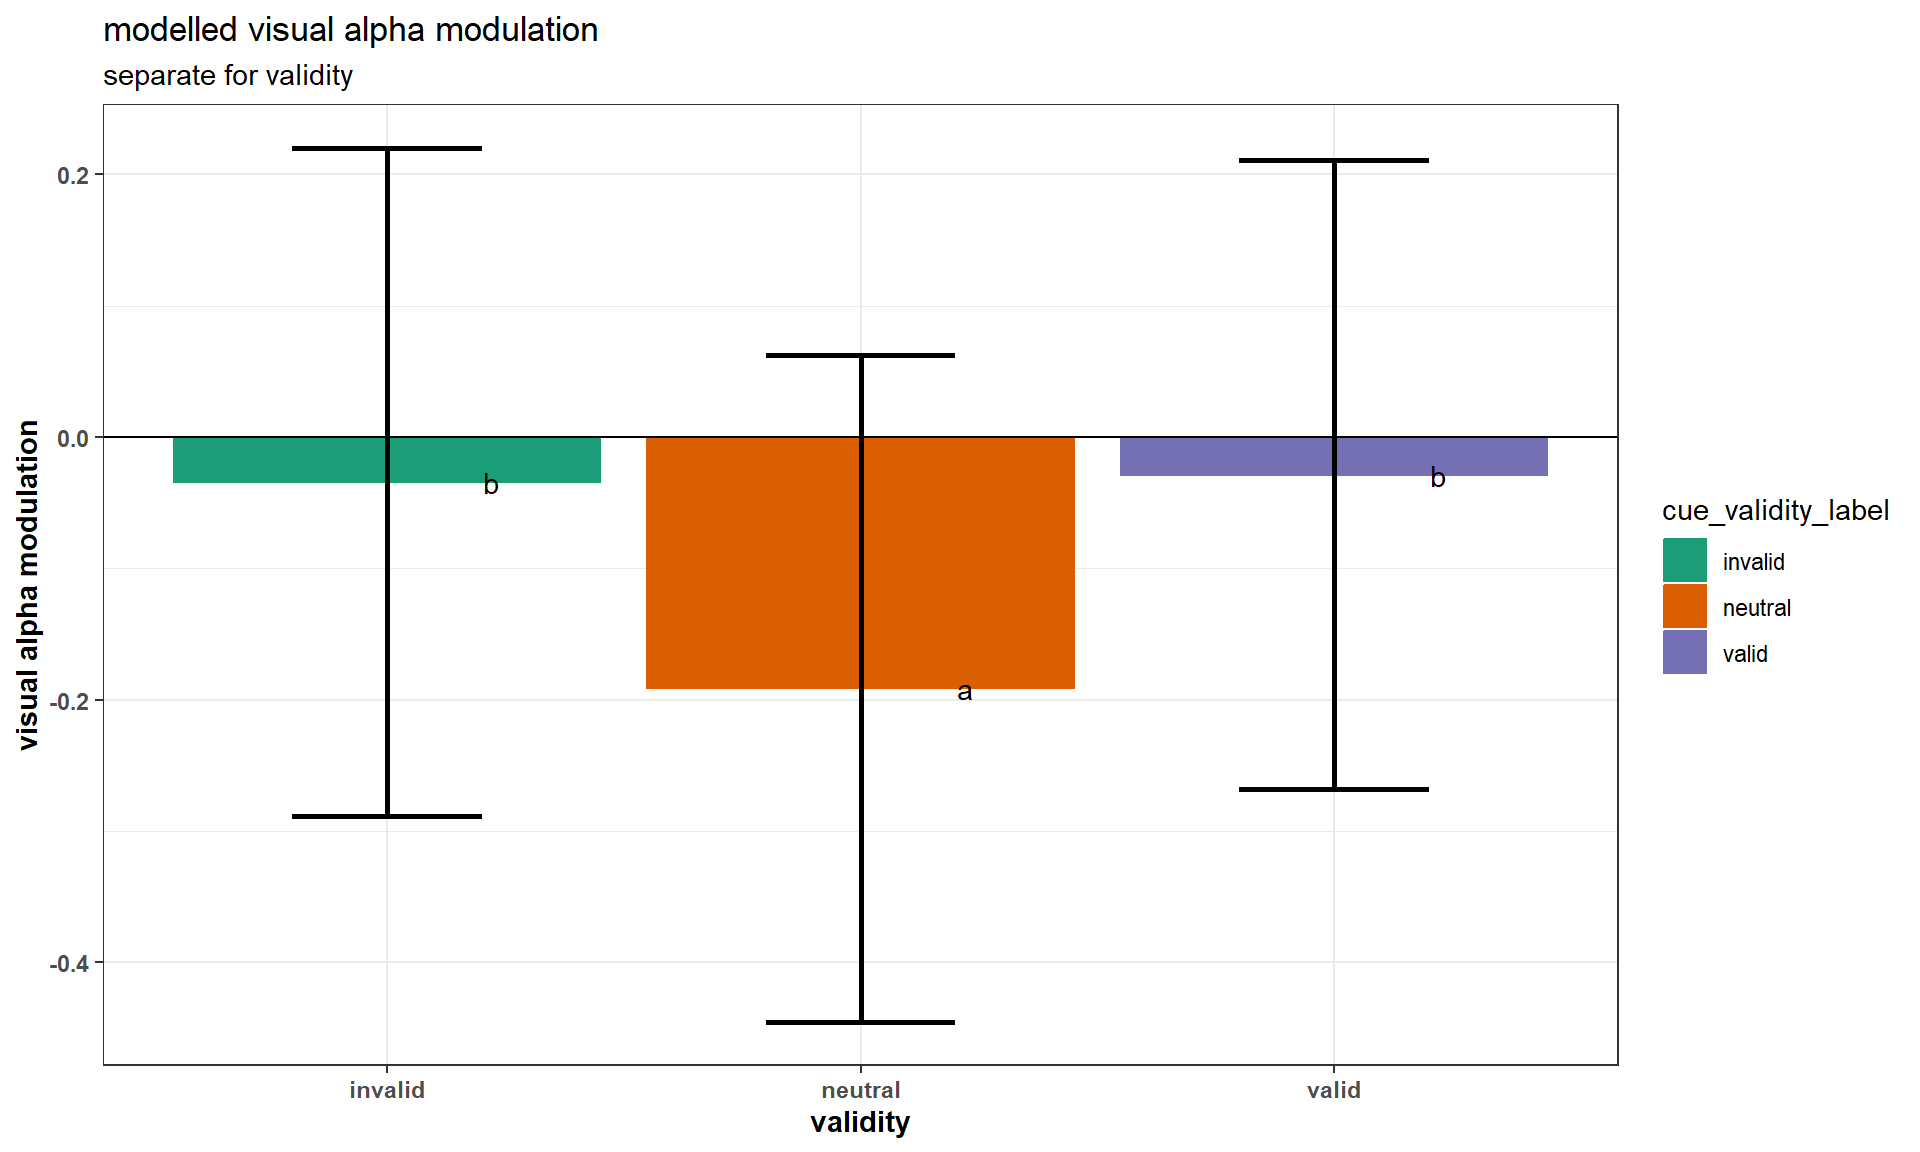 modelled visual alpha modulation
separate for validity
visual alpha modulation
0.2
0.0
-0.2
-0.4
b
a
b
invalid
neutral
valid
validity
cue_validity_label
invalid
neutral
valid